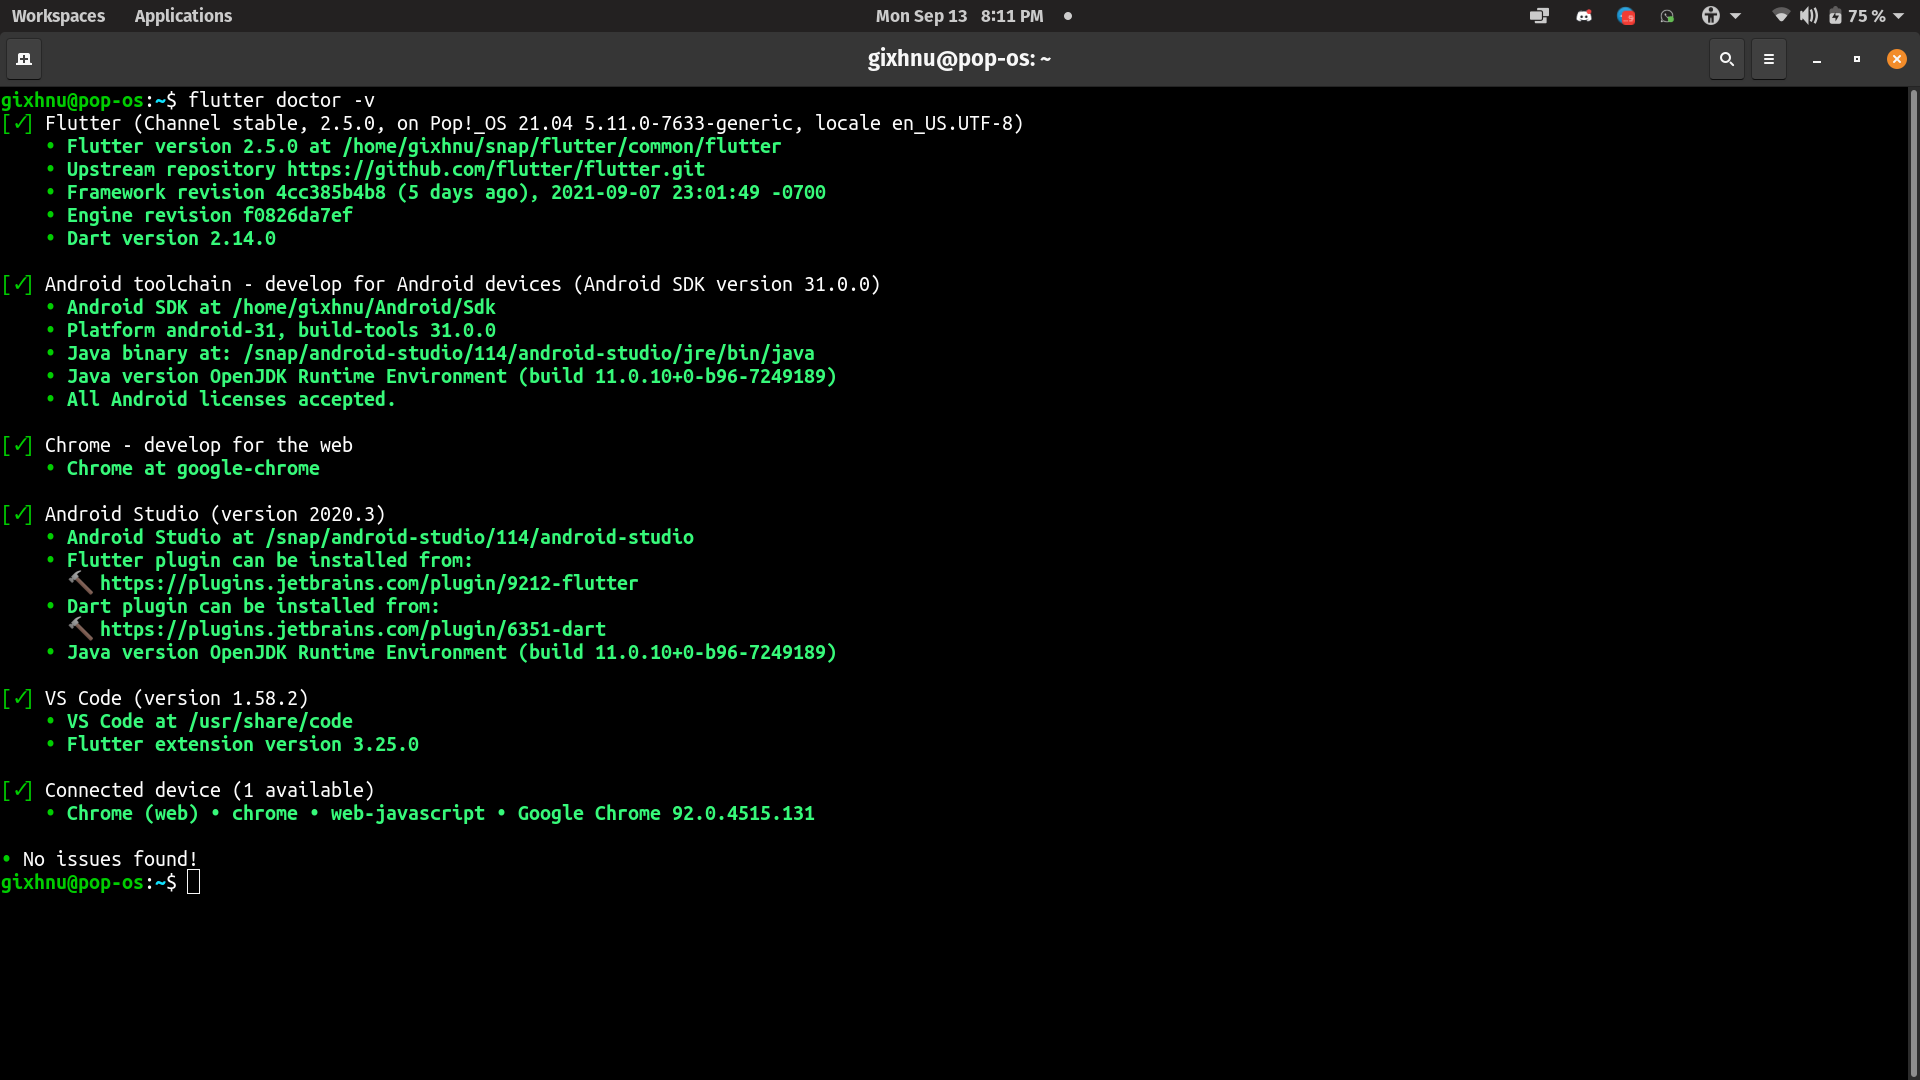 Workspaces Applications Mon Sep 13 8:11 PM 75 %
gixhnu@pop-os: ~
gixhnu@pop-os:~$ flutter doctor -v
[✓] Flutter (Channel stable, 2.5.0, on Pop!_OS 21.04 5.11.0-7633-generic, locale en_US.UTF-8)
• Flutter version 2.5.0 at /home/gixhnu/snap/flutter/common/flutter
• Upstream repository https://github.com/flutter/flutter.git
• Framework revision 4cc385b4b8 (5 days ago), 2021-09-07 23:01:49 -0700
• Engine revision f0826da7ef
• Dart version 2.14.0
[✓] Android toolchain - develop for Android devices (Android SDK version 31.0.0)
• Android SDK at /home/gixhnu/Android/Sdk
• Platform android-31, build-tools 31.0.0
• Java binary at: /snap/android-studio/114/android-studio/jre/bin/java
• Java version OpenJDK Runtime Environment (build 11.0.10+0-b96-7249189)
• All Android licenses accepted.
[✓] Chrome - develop for the web
• Chrome at google-chrome
[✓] Android Studio (version 2020.3)
• Android Studio at /snap/android-studio/114/android-studio
• Flutter plugin can be installed from:
🔨 https://plugins.jetbrains.com/plugin/9212-flutter
• Dart plugin can be installed from:
🔨 https://plugins.jetbrains.com/plugin/6351-dart
• Java version OpenJDK Runtime Environment (build 11.0.10+0-b96-7249189)
[✓] VS Code (version 1.58.2)
• VS Code at /usr/share/code
• Flutter extension version 3.25.0
[✓] Connected device (1 available)
• Chrome (web) • chrome • web-javascript • Google Chrome 92.0.4515.131
• No issues found!
gixhnu@pop-os:~$